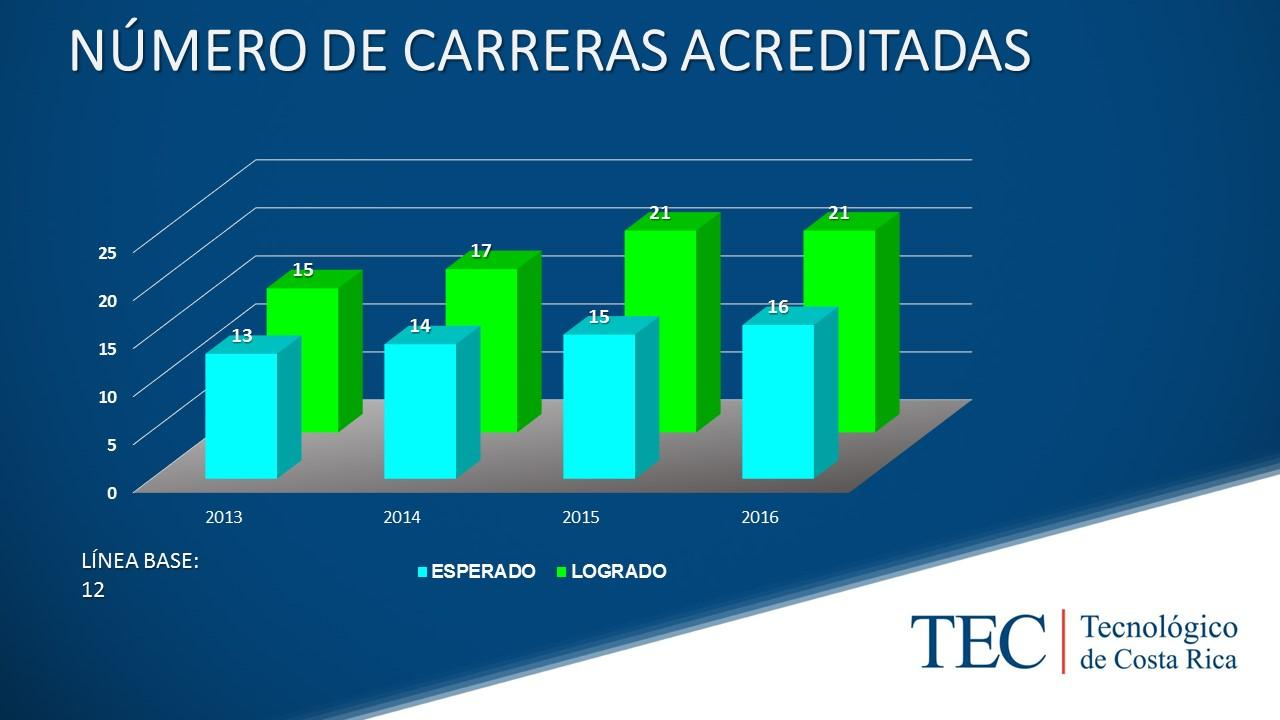 NÚMERO DE CARRERAS ACREDITADAS
25
20
15
10
5
0
13
15
14
17
15
21
16
21
2013
2014
2015
2016
LÍNEA BASE:
12
ESPERADO
LOGRADO
TEC
Tecnológico
de Costa Rica